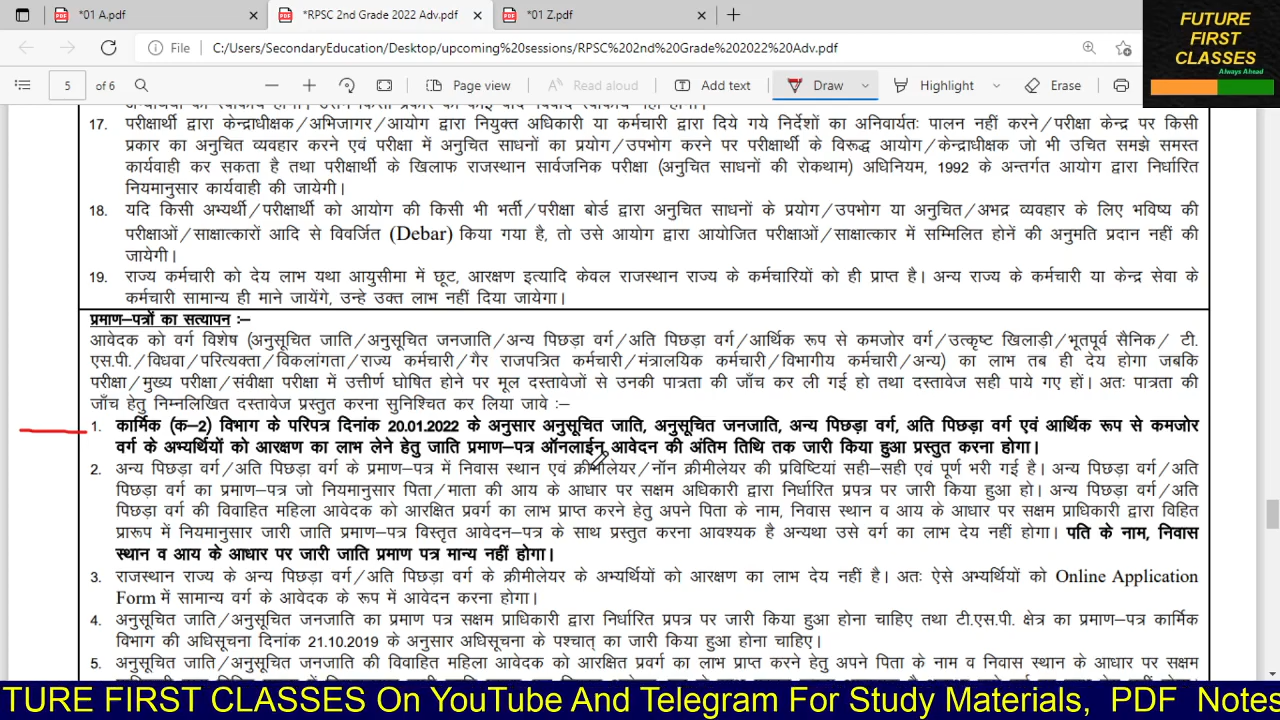 *01 A.pdf
*RPSC 2nd Grade 2022 Adv.pdf
*01 Z.pdf
File
C:/Users/SecondaryEducation/Desktop/upcoming%20sessions/RPSC%202nd%20Grade%202022%20Adv.pdf
5 of 6
Page view
Read aloud
Add text
Draw
Highlight
Erase
FUTURE
FIRST
CLASSES
Always Ahead
17. परीक्षार्थी द्वारा केन्द्राधीक्षक/अभिजागर/आयोग द्वारा नियुक्त अधिकारी या कर्मचारी द्वारा दिये गये निर्देशों का अनिवार्यतः पालन नहीं करने/परीक्षा केन्द्र पर किसी
प्रकार का अनुचित व्यवहार करने एवं परीक्षा में अनुचित साधनों का प्रयोग/उपभोग करने पर परीक्षार्थी के विरूद्ध आयोग/केन्द्राधीक्षक जो भी उचित समझे समस्त
कार्यवाही कर सकता है तथा परीक्षार्थी के खिलाफ राजस्थान सार्वजनिक परीक्षा (अनुचित साधनों की रोकथाम) अधिनियम, 1992 के अन्तर्गत आयोग द्वारा निर्धारित
नियमानुसार कार्यवाही की जायेगी।
18. यदि किसी अभ्यर्थी/परीक्षार्थी को आयोग की किसी भी भर्ती/परीक्षा बोर्ड द्वारा अनुचित साधनों के प्रयोग/उपभोग या अनुचित/अभद्र व्यवहार के लिए भविष्य की
परीक्षाओं/साक्षात्कारों आदि से विवर्जित (Debar) किया गया है, तो उसे आयोग द्वारा आयोजित परीक्षाओं/साक्षात्कार में सम्मिलित होनें की अनुमति प्रदान नहीं की
जायेगी।
19. राज्य कर्मचारी को देय लाभ यथा आयुसीमा में छूट, आरक्षण इत्यादि केवल राजस्थान राज्य के कर्मचारियों को ही प्राप्त है। अन्य राज्य के कर्मचारी या केन्द्र सेवा के
कर्मचारी सामान्य ही माने जायेंगे, उन्हे उक्त लाभ नहीं दिया जायेगा।
प्रमाण–पत्रों का सत्यापन :–
आवेदक को वर्ग विशेष (अनुसूचित जाति/अनुसूचित जनजाति/अन्य पिछड़ा वर्ग/अति पिछड़ा वर्ग/आर्थिक रूप से कमजोर वर्ग/उत्कृष्ट खिलाड़ी/भूतपूर्व सैनिक/ टी.
एस.पी./विधवा/परित्यक्ता/विकलांगता/राज्य कर्मचारी/गैर राजपत्रित कर्मचारी/मंत्रालयिक कर्मचारी/विभागीय कर्मचारी/अन्य) का लाभ तब ही देय होगा जबकि
परीक्षा/मुख्य परीक्षा/संवीक्षा परीक्षा में उत्तीर्ण घोषित होने पर मूल दस्तावेजों से उनकी पात्रता की जाँच कर ली गई हो तथा दस्तावेज सही पाये गए हों। अतः पात्रता की
जाँच हेतु निम्नलिखित दस्तावेज प्रस्तुत करना सुनिश्चित कर लिया जावे :–
1. कार्मिक (क–2) विभाग के परिपत्र दिनांक 20.01.2022 के अनुसार अनुसूचित जाति, अनुसूचित जनजाति, अन्य पिछड़ा वर्ग, अति पिछड़ा वर्ग एवं आर्थिक रूप से कमजोर
वर्ग के अभ्यर्थियों को आरक्षण का लाभ लेने हेतु जाति प्रमाण–पत्र ऑनलाईन आवेदन की अंतिम तिथि तक जारी किया हुआ प्रस्तुत करना होगा।
2. अन्य पिछड़ा वर्ग/अति पिछड़ा वर्ग के प्रमाण–पत्र में निवास स्थान एवं क्रीमीलेयर/नॉन क्रीमीलेयर की प्रविष्टियां सही–सही एवं पूर्ण भरी गई है। अन्य पिछड़ा वर्ग/अति
पिछड़ा वर्ग का प्रमाण–पत्र जो नियमानुसार पिता/माता की आय के आधार पर सक्षम अधिकारी द्वारा निर्धारित प्रपत्र पर जारी किया हुआ हो। अन्य पिछड़ा वर्ग/अति
पिछड़ा वर्ग की विवाहित महिला आवेदक को आरक्षित प्रवर्ग का लाभ प्राप्त करने हेतु अपने पिता के नाम, निवास स्थान व आय के आधार पर सक्षम प्राधिकारी द्वारा विहित
प्रारूप में नियमानुसार जारी जाति प्रमाण–पत्र विस्तृत आवेदन–पत्र के साथ प्रस्तुत करना आवश्यक है अन्यथा उसे वर्ग का लाभ देय नहीं होगा। पति के नाम, निवास
स्थान व आय के आधार पर जारी जाति प्रमाण पत्र मान्य नहीं होगा।
3. राजस्थान राज्य के अन्य पिछड़ा वर्ग/अति पिछड़ा वर्ग के क्रीमीलेयर के अभ्यर्थियों को आरक्षण का लाभ देय नहीं है। अतः ऐसे अभ्यर्थियों को Online Application
Form में सामान्य वर्ग के आवेदक के रूप में आवेदन करना होगा।
4. अनुसूचित जाति/अनुसूचित जनजाति का प्रमाण पत्र सक्षम प्राधिकारी द्वारा निर्धारित प्रपत्र पर जारी किया हुआ होना चाहिए तथा टी.एस.पी. क्षेत्र का प्रमाण–पत्र कार्मिक
विभाग की अधिसूचना दिनांक 21.10.2019 के अनुसार अधिसूचना के पश्चात् का जारी किया हुआ होना चाहिए।
5. अनुसूचित जाति/अनुसूचित जनजाति की विवाहित महिला आवेदक को आरक्षित प्रवर्ग का लाभ प्राप्त करने हेतु अपने पिता के नाम व निवास स्थान के आधार पर सक्षम
TURE FIRST CLASSES On YouTube And Telegram For Study Materials, PDF Notes